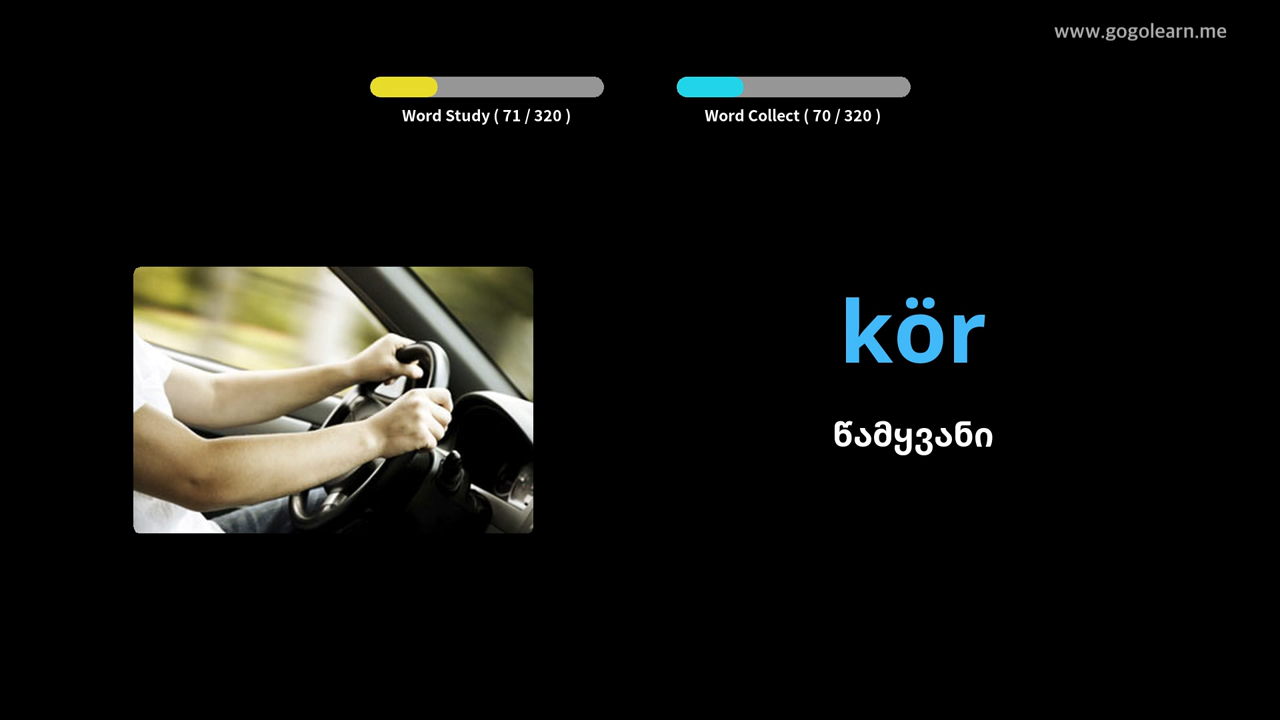 www.gogolearn.me
Word Study ( 71 / 320 )
Word Collect ( 70 / 320 )
kör
წამყვანი